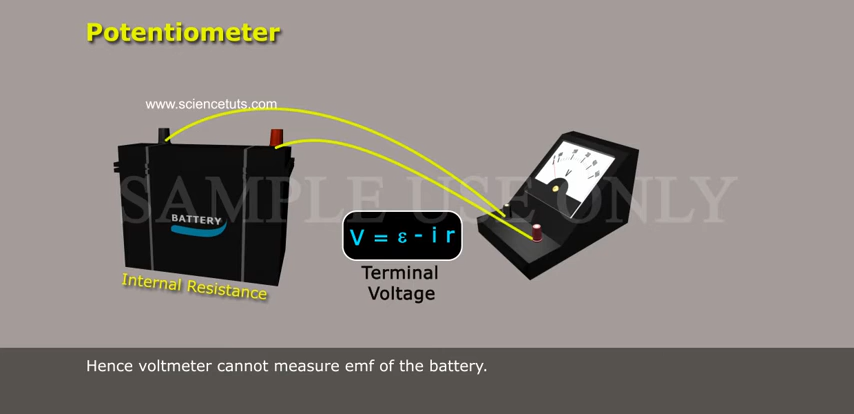 Potentiometer
www.sciencetuts.com
SAMPLE USE ONLY
BATTERY
V = ε - i r
Terminal
Voltage
Internal Resistance
V
Hence voltmeter cannot measure emf of the battery.